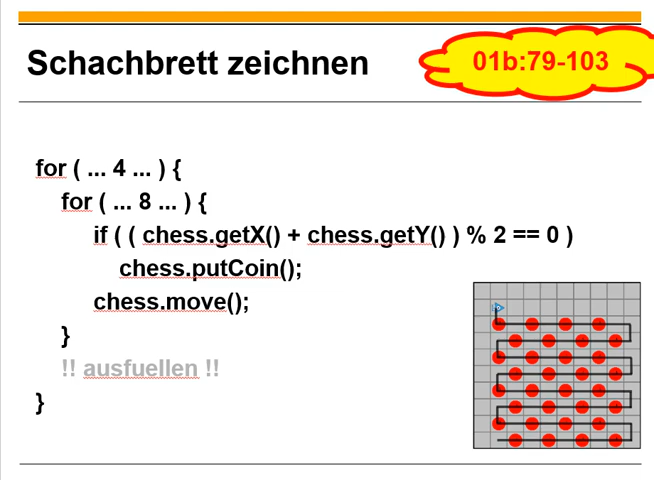 Schachbrett zeichnen
01b:79-103
for ( ... 4 ... ) {
for ( ... 8 ... ) {
if ( ( chess.getX() + chess.getY() ) % 2 == 0 )
chess.putCoin();
chess.move();
}
!! ausfuellen !!
}